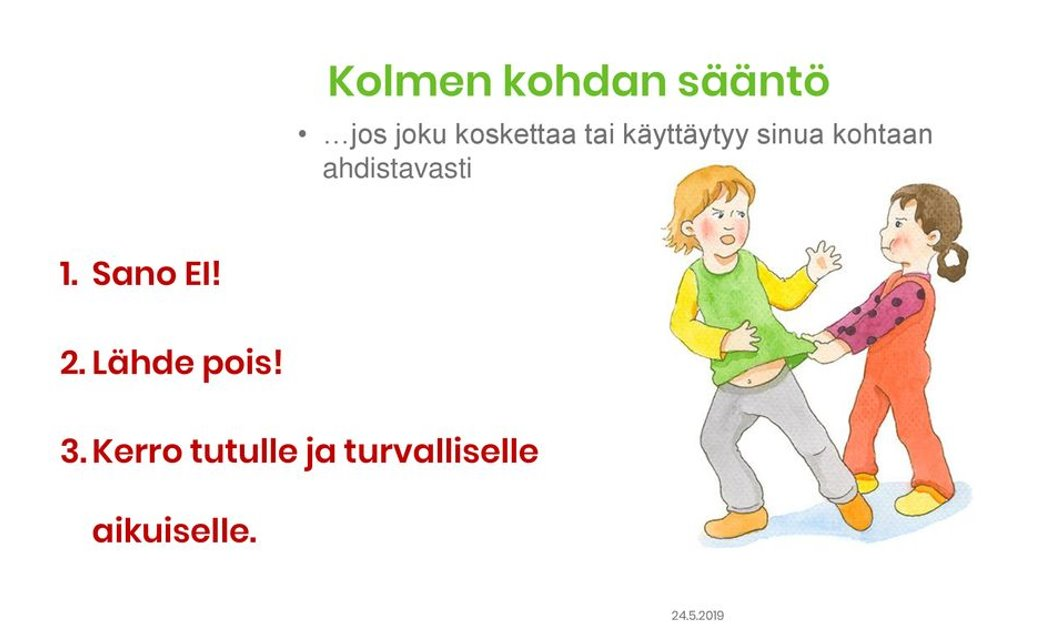 Kolmen kohdan sääntö
• …jos joku koskettaa tai käyttäytyy sinua kohtaan
ahdistavasti
1. Sano EI!
2. Lähde pois!
3. Kerro tutulle ja turvalliselle
aikuiselle.
24.5.2019